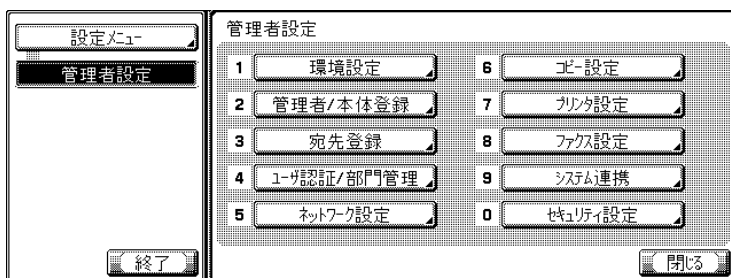 設定メニュー
管理者設定
終了
管理者設定
1 環境設定
2 管理者/本体登録
3 宛先登録
4 ユーザ認証/部門管理
5 ネットワーク設定
6 コピー設定
7 プリンタ設定
8 ファクス設定
9 システム連携
0 セキュリティ設定
閉じる